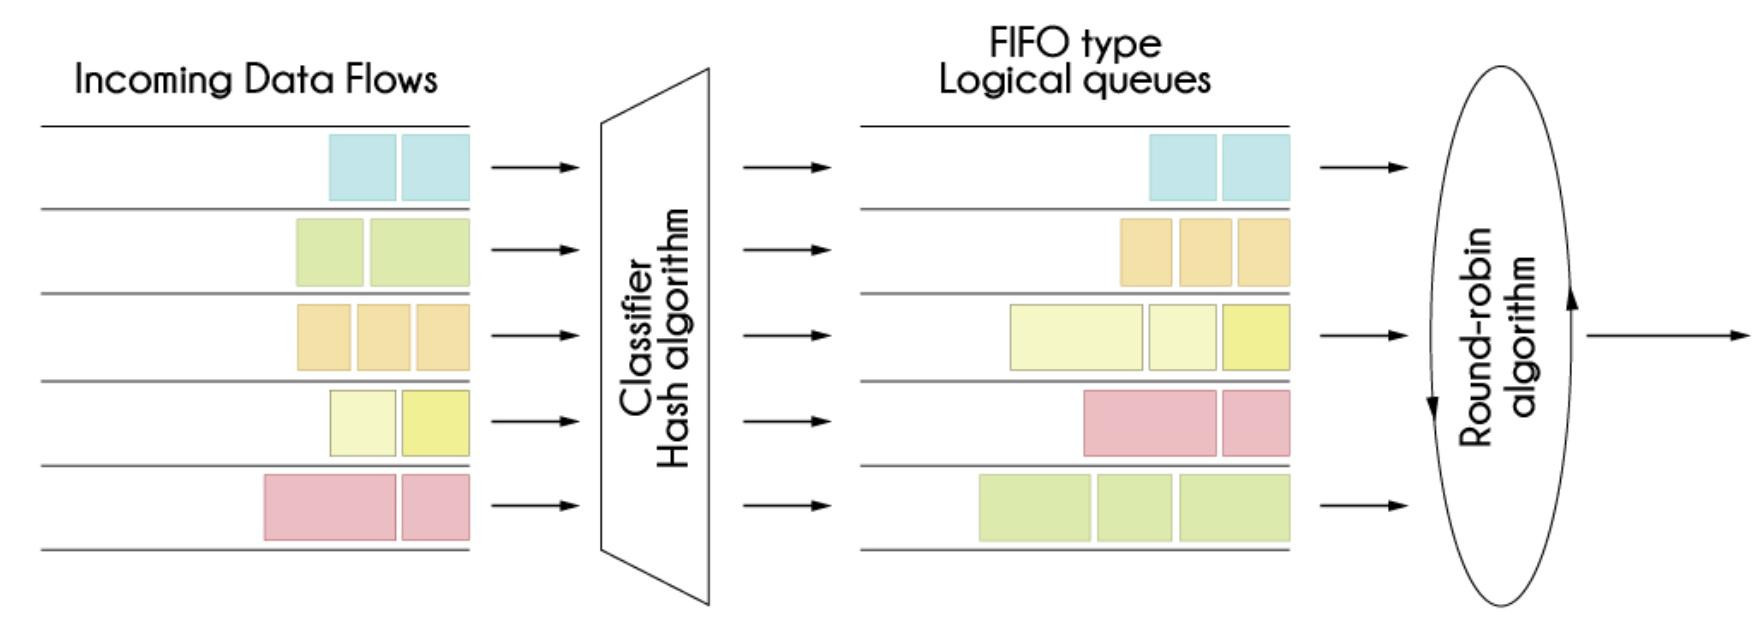 Incoming Data Flows
Classifier
Hash algorithm
FIFO type
Logical queues
Round-robin
algorithm